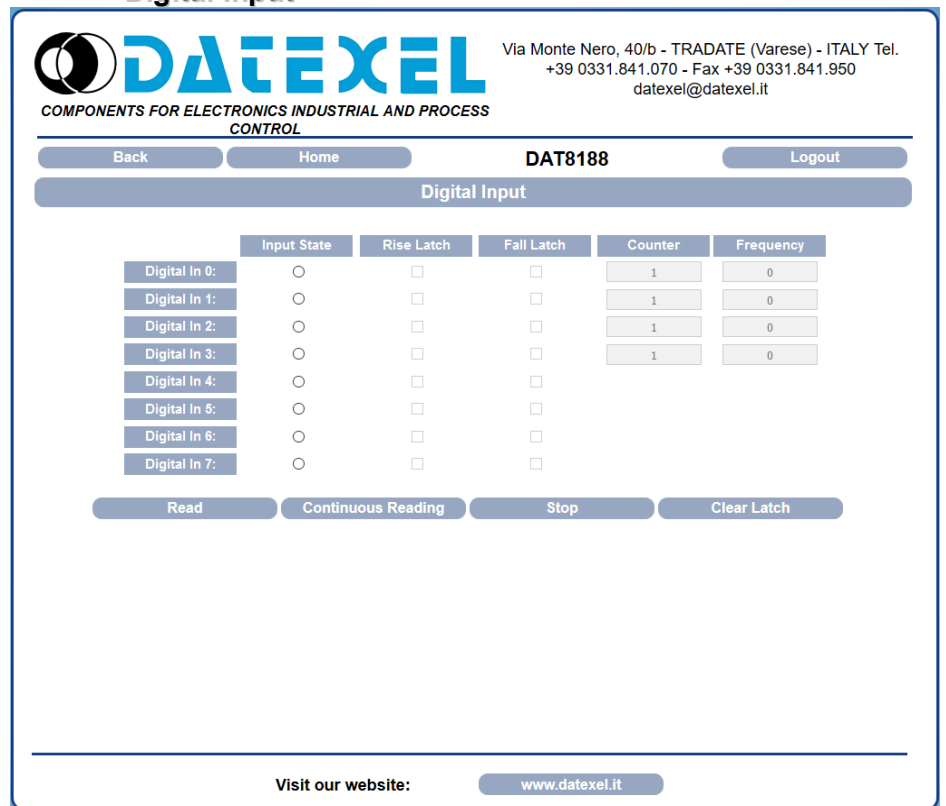 Digital Input
DATEXEL
COMPONENTS FOR ELECTRONICS INDUSTRIAL AND PROCESS
CONTROL
Via Monte Nero, 40/b - TRADATE (Varese) - ITALY Tel.
+39 0331.841.070 - Fax +39 0331.841.950
datexel@datexel.it
Back Home DAT8188 Logout
Digital Input
Input State Rise Latch Fall Latch Counter Frequency
Digital In 0: 1 0
Digital In 1: 1 0
Digital In 2: 1 0
Digital In 3: 1 0
Digital In 4:
Digital In 5:
Digital In 6:
Digital In 7:
Read Continuous Reading Stop Clear Latch
Visit our website: www.datexel.it